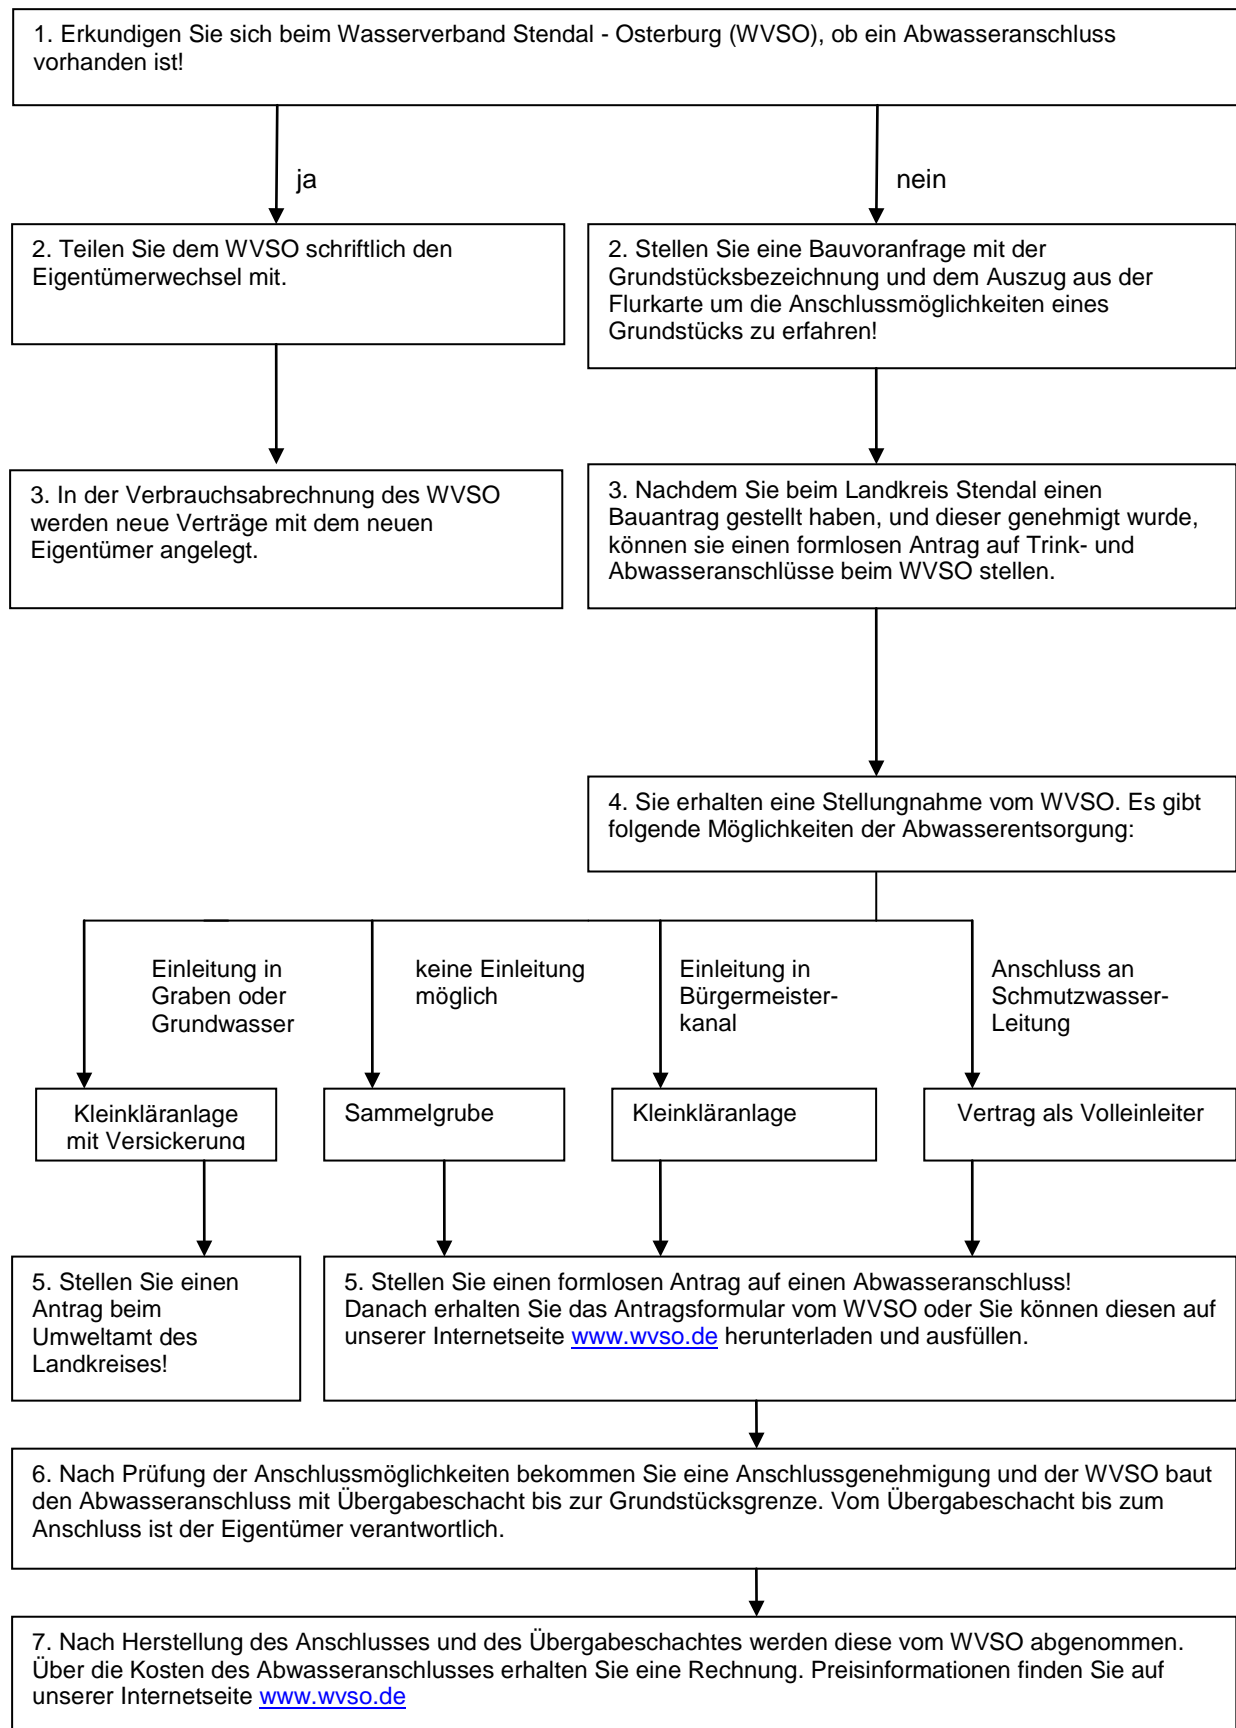 1. Erkundigen Sie sich beim Wasserverband Stendal - Osterburg (WVSO), ob ein Abwasseranschluss
vorhanden ist!
ja
nein
2. Teilen Sie dem WVSO schriftlich den
Eigentümerwechsel mit.
2. Stellen Sie eine Bauvoranfrage mit der
Grundstücksbezeichnung und dem Auszug aus der
Flurkarte um die Anschlussmöglichkeiten eines
Grundstücks zu erfahren!
3. In der Verbrauchsabrechnung des WVSO
werden neue Verträge mit dem neuen
Eigentümer angelegt.
3. Nachdem Sie beim Landkreis Stendal einen
Bauantrag gestellt haben, und dieser genehmigt wurde,
können sie einen formlosen Antrag auf Trink- und
Abwasseranschlüsse beim WVSO stellen.
4. Sie erhalten eine Stellungnahme vom WVSO. Es gibt
folgende Möglichkeiten der Abwasserentsorgung:
Einleitung in
Graben oder
Grundwasser
keine Einleitung
möglich
Einleitung in
Bürgermeister-
kanal
Anschluss an
Schmutzwasser-
Leitung
Kleinkläranlage
mit Versickerung
Sammelgrube
Kleinkläranlage
Vertrag als Volleinleiter
5. Stellen Sie einen
Antrag beim
Umweltamt des
Landkreises!
5. Stellen Sie einen formlosen Antrag auf einen Abwasseranschluss!
Danach erhalten Sie das Antragsformular vom WVSO oder Sie können diesen auf
unserer Internetseite www.wvso.de herunterladen und ausfüllen.
6. Nach Prüfung der Anschlussmöglichkeiten bekommen Sie eine Anschlussgenehmigung und der WVSO baut
den Abwasseranschluss mit Übergabeschacht bis zur Grundstücksgrenze. Vom Übergabeschacht bis zum
Anschluss ist der Eigentümer verantwortlich.
7. Nach Herstellung des Anschlusses und des Übergabeschachtes werden diese vom WVSO abgenommen.
Über die Kosten des Abwasseranschlusses erhalten Sie eine Rechnung. Preisinformationen finden Sie auf
unserer Internetseite www.wvso.de